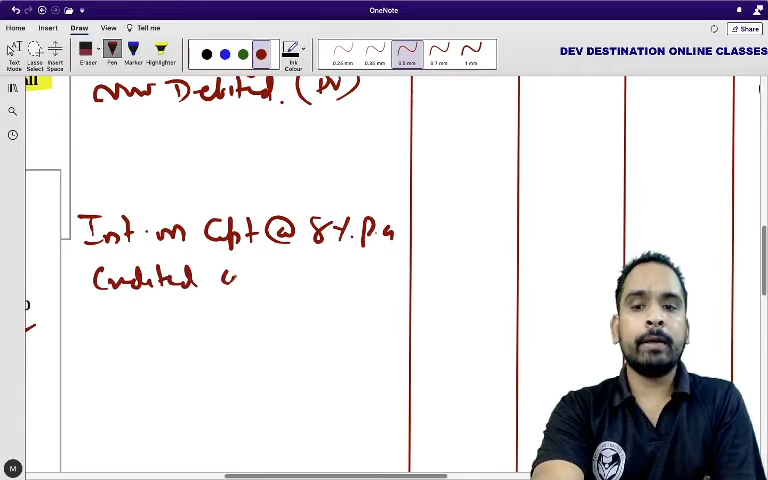 OneNote
Home Insert Draw View Tell me
Share
Text Mode
Lasso Select
Insert Space
Eraser
Pen
Marker
Highlighter
Ink Colour
0.25 mm 0.35 mm 0.5 mm 0.7 mm 1 mm
DEV DESTINATION ONLINE CLASSES
Debited.
Int. on Capt @ 8%. p.a
Credited
M